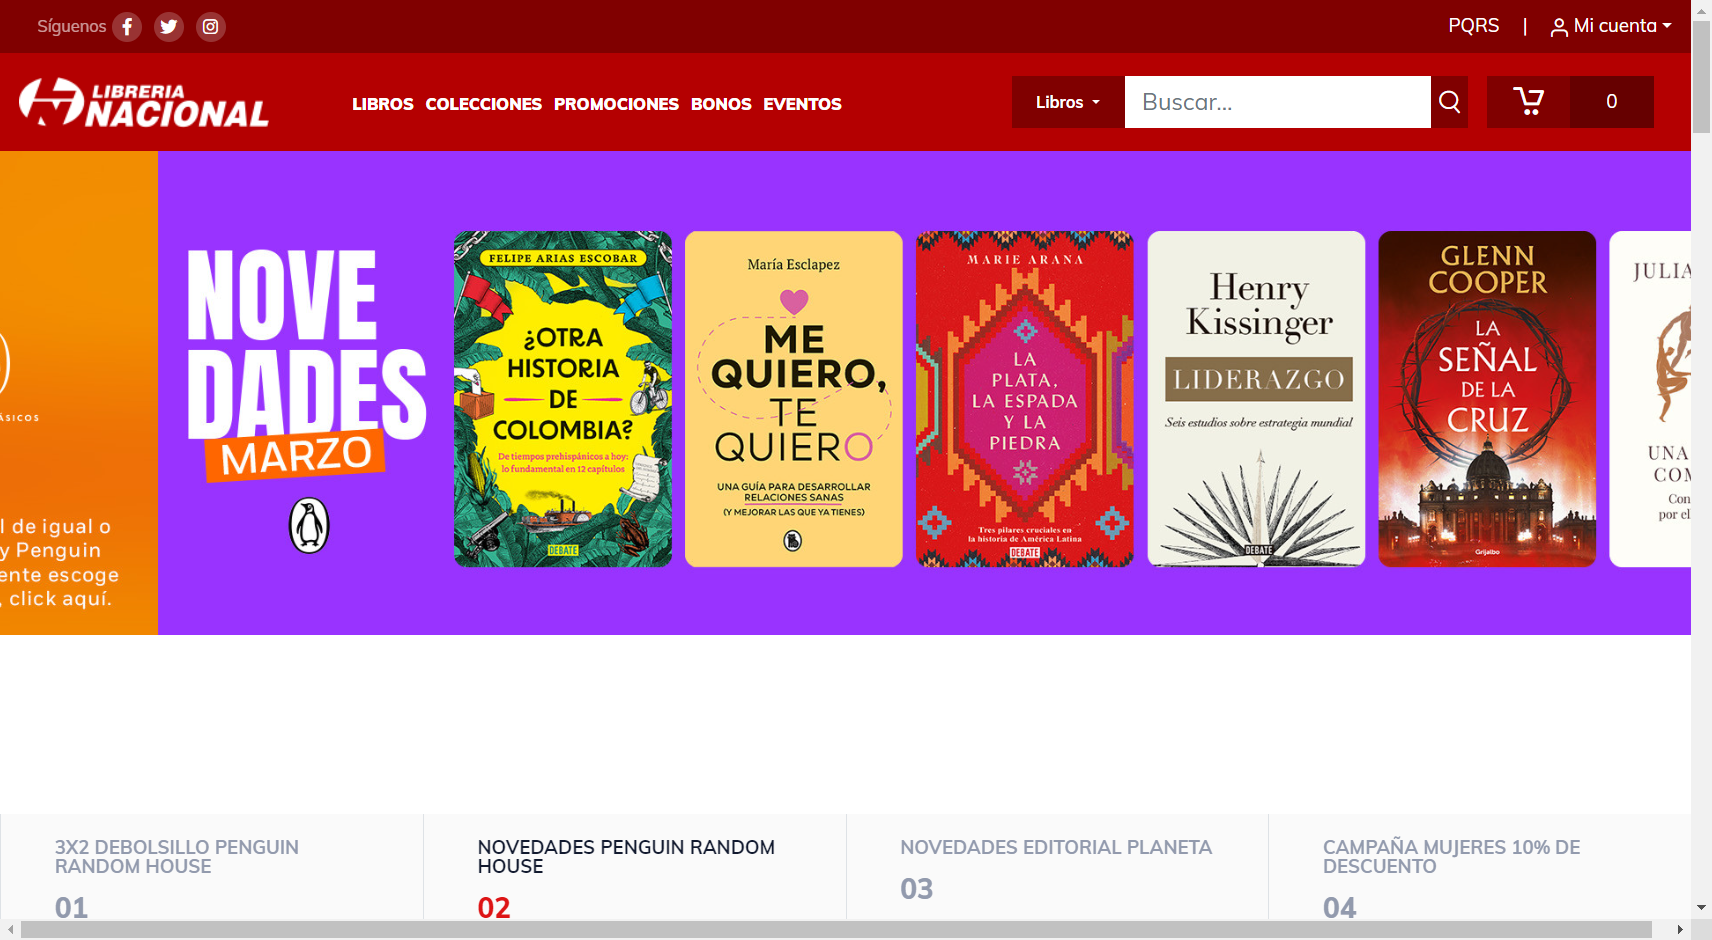 Síguenos
PQRS | Mi cuenta
LIBRERIA
NACIONAL
LIBROS COLECCIONES PROMOCIONES BONOS EVENTOS
Libros
Buscar...
0
ÁSICOS
l de igual o
y Penguin
ente escoge
, click aquí.
NOVE
DADES
MARZO
FELIPE ARIAS ESCOBAR
¿OTRA
HISTORIA
DE
COLOMBIA?
De tiempos prehispánicos a hoy:
lo fundamental en 12 capítulos
DEBATE
María Esclapez
ME
QUIERO,
TE
QUIERO
UNA GUÍA PARA DESARROLLAR
RELACIONES SANAS
(Y MEJORAR LAS QUE YA TIENES)
MARIE ARANA
LA
PLATA,
LA ESPADA
Y LA
PIEDRA
Tres pilares cruciales en
la historia de América Latina
DEBATE
Henry
Kissinger
LIDERAZGO
Seis estudios sobre estrategia mundial
DEBATE
GLENN
COOPER
LA
SEÑAL
DE LA
CRUZ
Grijalbo
JULIA
UNA
COM
Con
por el
3X2 DEBOLSILLO PENGUIN
RANDOM HOUSE
01
NOVEDADES PENGUIN RANDOM
HOUSE
02
NOVEDADES EDITORIAL PLANETA
03
CAMPAÑA MUJERES 10% DE
DESCUENTO
04